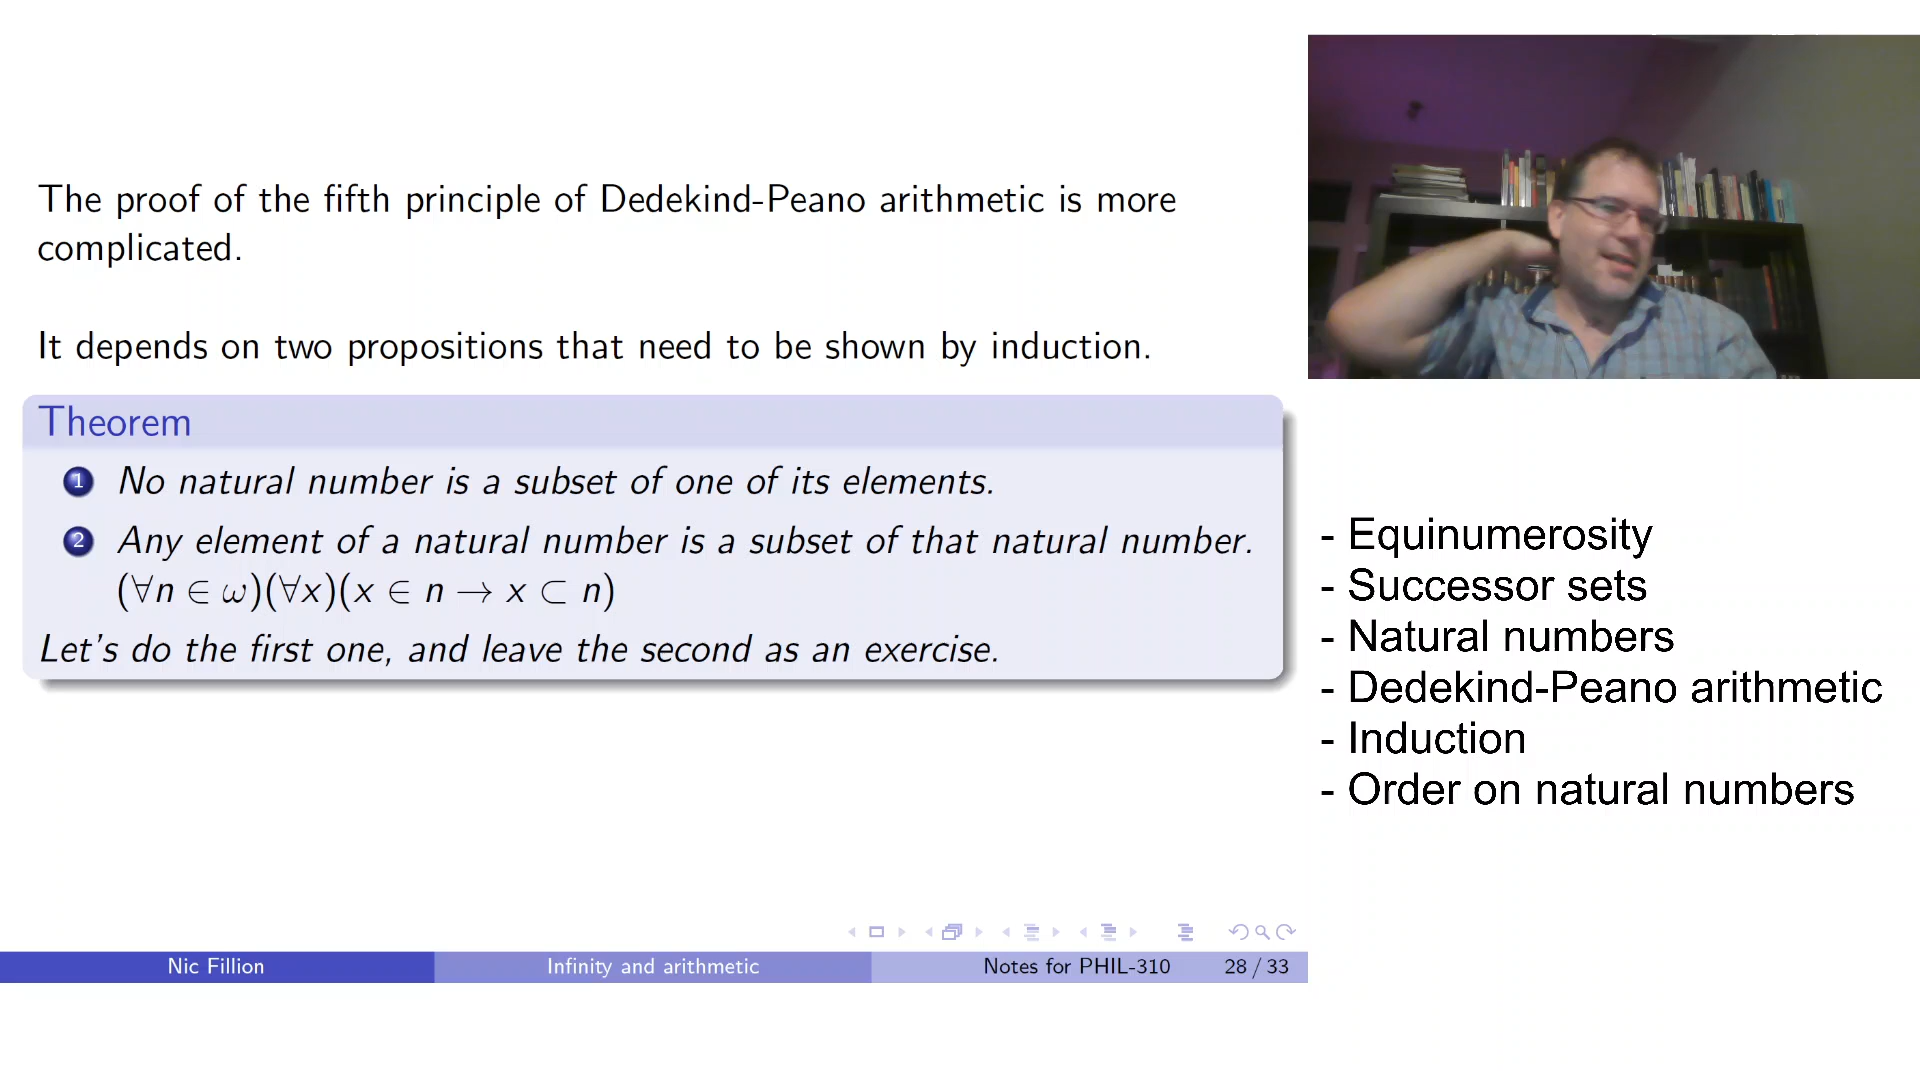 The proof of the fifth principle of Dedekind-Peano arithmetic is more
complicated.
It depends on two propositions that need to be shown by induction.
Theorem
1 No natural number is a subset of one of its elements.
2 Any element of a natural number is a subset of that natural number.
(∀n ∈ ω)(∀x)(x ∈ n → x ⊂ n)
Let's do the first one, and leave the second as an exercise.
- Equinumerosity
- Successor sets
- Natural numbers
- Dedekind-Peano arithmetic
- Induction
- Order on natural numbers
Nic Fillion Infinity and arithmetic Notes for PHIL-310 28 / 33